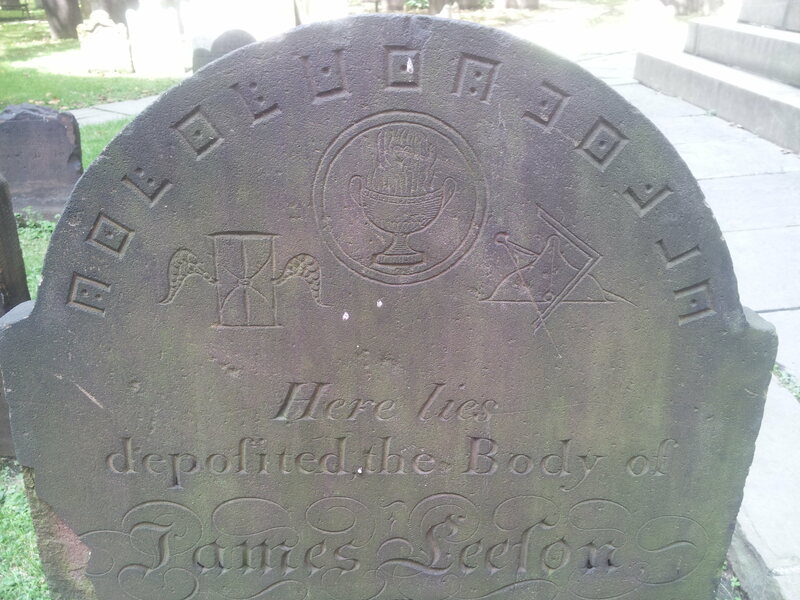 Here lies
depoſited, the Body of
James Leeſon